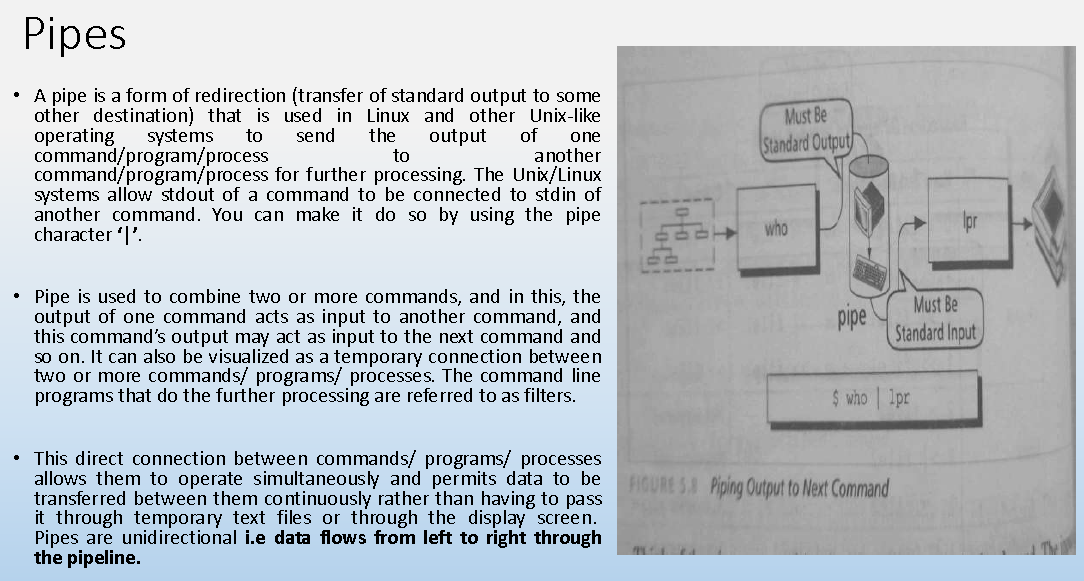 Pipes
• A pipe is a form of redirection (transfer of standard output to some
other destination) that is used in Linux and other Unix-like
operating systems to send the output of one
command/program/process to another
command/program/process for further processing. The Unix/Linux
systems allow stdout of a command to be connected to stdin of
another command. You can make it do so by using the pipe
character ‘|’.
• Pipe is used to combine two or more commands, and in this, the
output of one command acts as input to another command, and
this command’s output may act as input to the next command and
so on. It can also be visualized as a temporary connection between
two or more commands/ programs/ processes. The command line
programs that do the further processing are referred to as filters.
• This direct connection between commands/ programs/ processes
allows them to operate simultaneously and permits data to be
transferred between them continuously rather than having to pass
it through temporary text files or through the display screen.
Pipes are unidirectional i.e data flows from left to right through
the pipeline.
Must Be
Standard Output
who
lpr
pipe
Must Be
Standard Input
$ who | lpr
FIGURE 5.8 Piping Output to Next Command